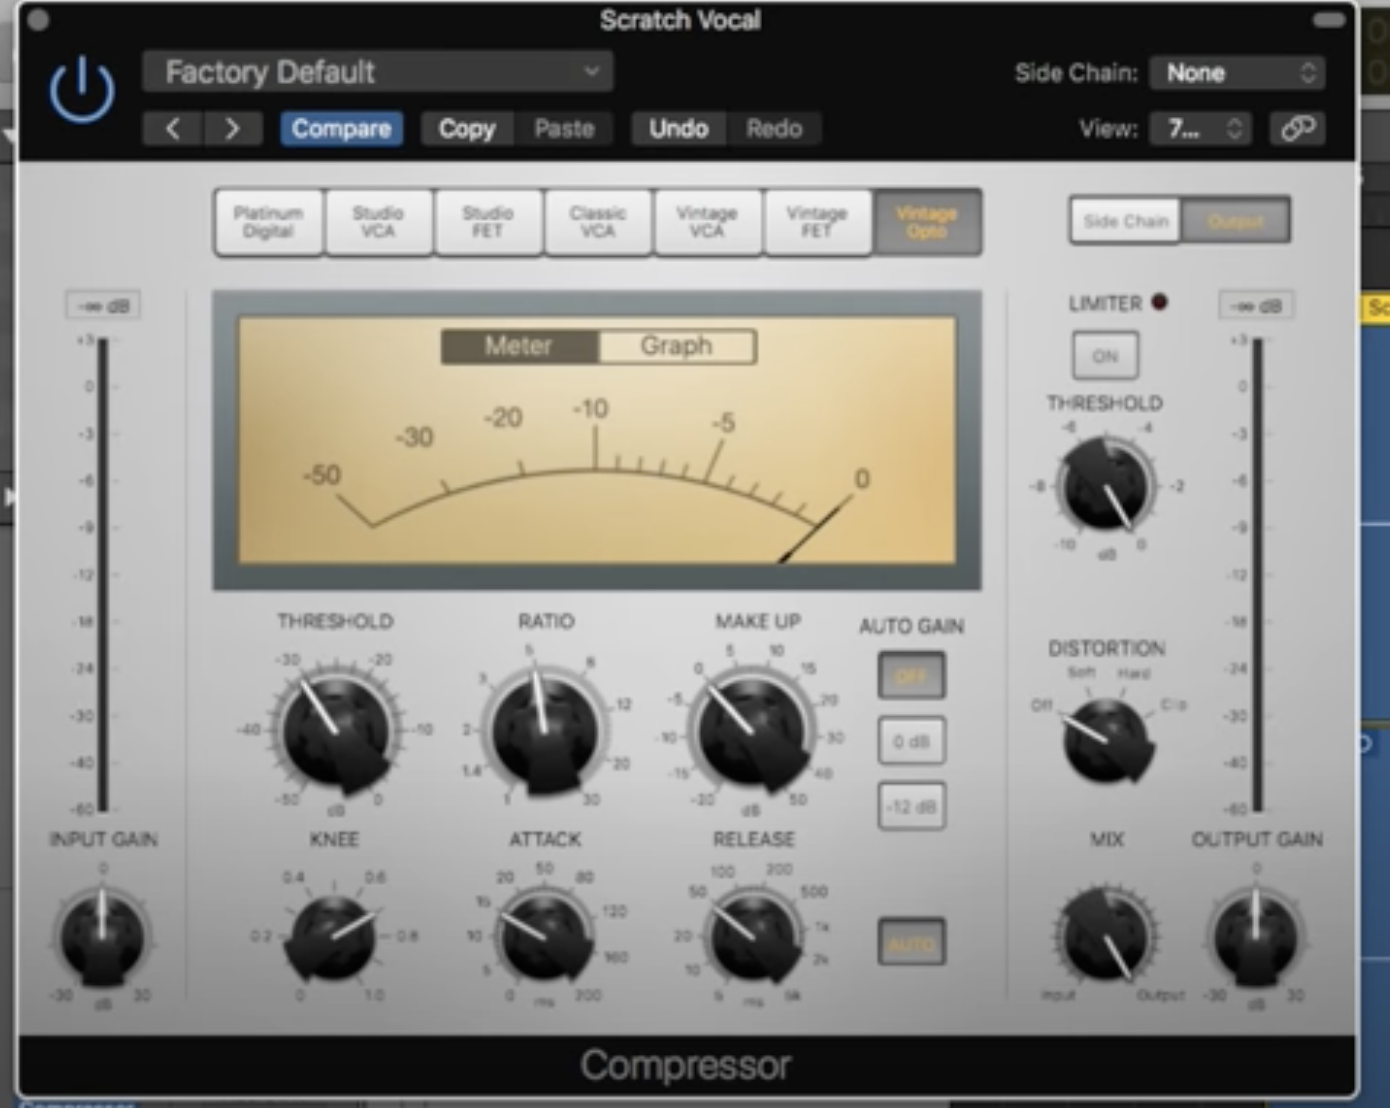 Scratch Vocal
Factory Default
Side Chain: None
Compare Copy Paste Undo Redo
View: 7...
Platinum Digital
Studio VCA
Studio FET
Classic VCA
Vintage VCA
Vintage FET
Vintage Opto
Side Chain Output
-∞ dB
+3
0
-3
-6
-9
-12
-18
-24
-30
-40
-60
INPUT GAIN
0
-30 dB 30
Meter Graph
-50 -30 -20 -10 -5 0
THRESHOLD
-50 -40 -30 -20 -10 0
dB
RATIO
1 1.4 2 3 5 8 12 20 30
MAKE UP
-20 -15 -10 -5 0 5 10 15 20 30 40 50
dB
AUTO GAIN
OFF
0 dB
-12 dB
KNEE
0 0.2 0.4 0.6 0.8 1.0
ATTACK
0 5 10 15 20 50 80 120 160 200
ms
RELEASE
5 10 20 50 100 200 500 1k 2k 5k
ms
AUTO
LIMITER
ON
THRESHOLD
-10 -8 -6 -4 -2 0
dB
DISTORTION
Off Soft Hard Clip
MIX
Input Output
-∞ dB
+3
0
-3
-6
-9
-12
-18
-24
-30
-40
-60
OUTPUT GAIN
0
-30 dB 30
Compressor